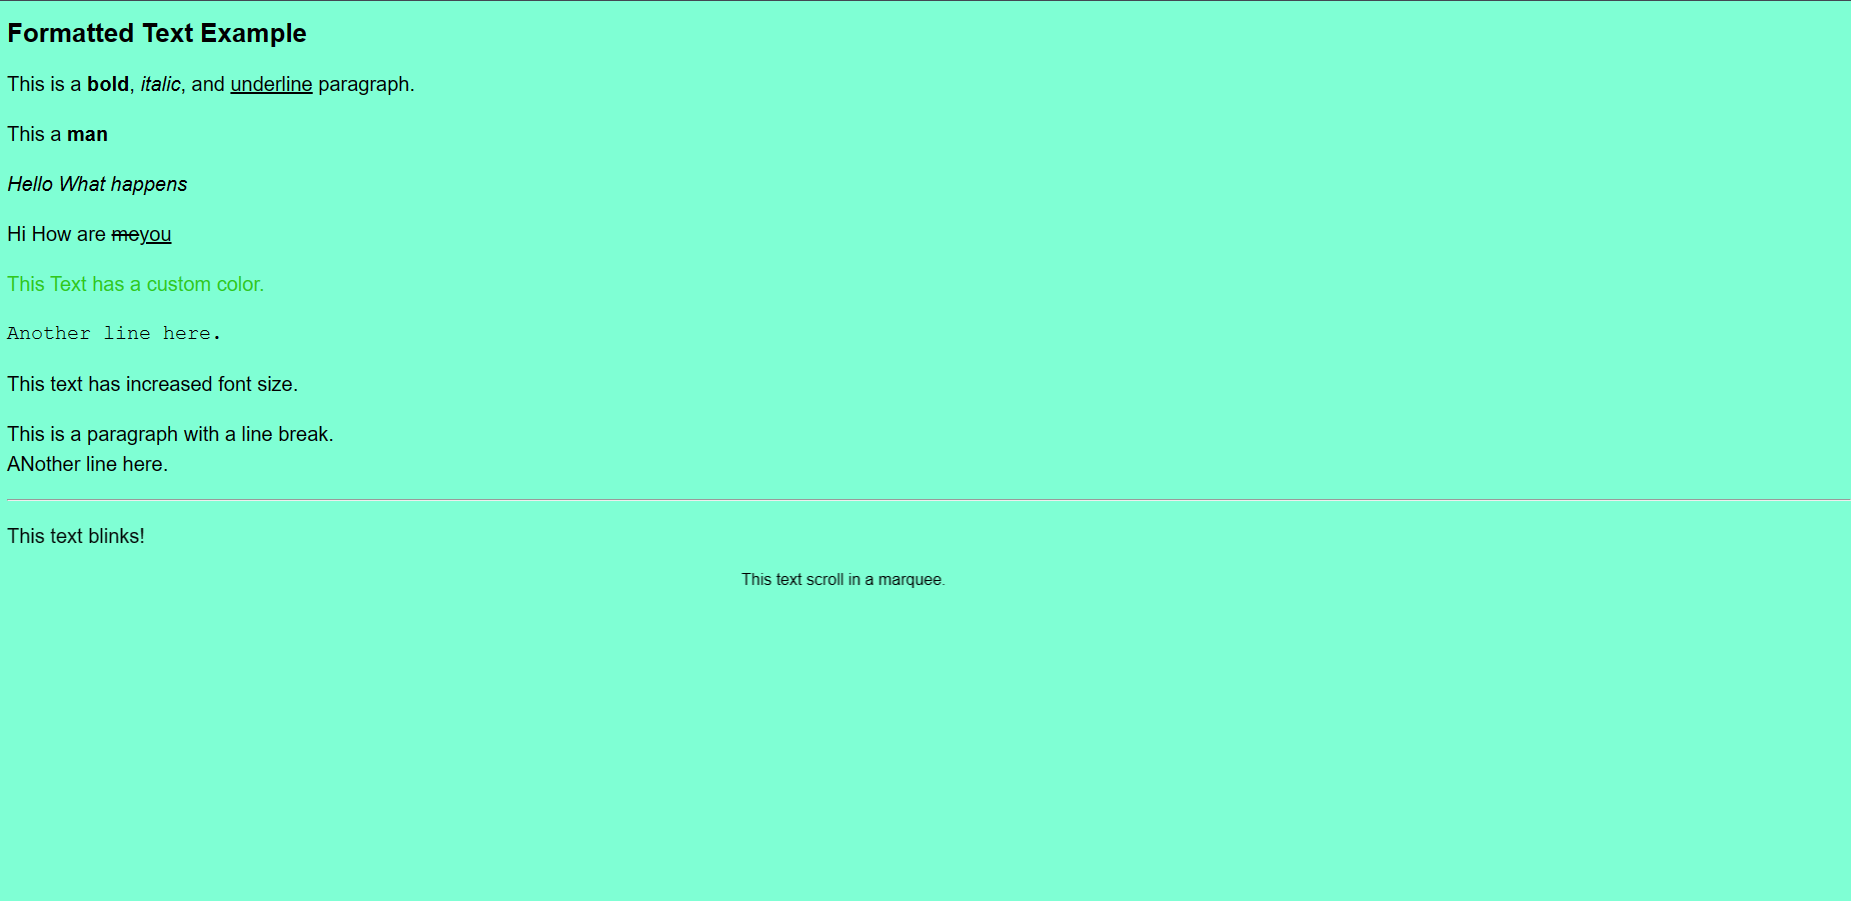 Formatted Text Example
This is a bold, italic, and underline paragraph.
This a man
Hello What happens
Hi How are meyou
This Text has a custom color.
Another line here.
This text has increased font size.
This is a paragraph with a line break.
ANother line here.
This text blinks!
This text scroll in a marquee.